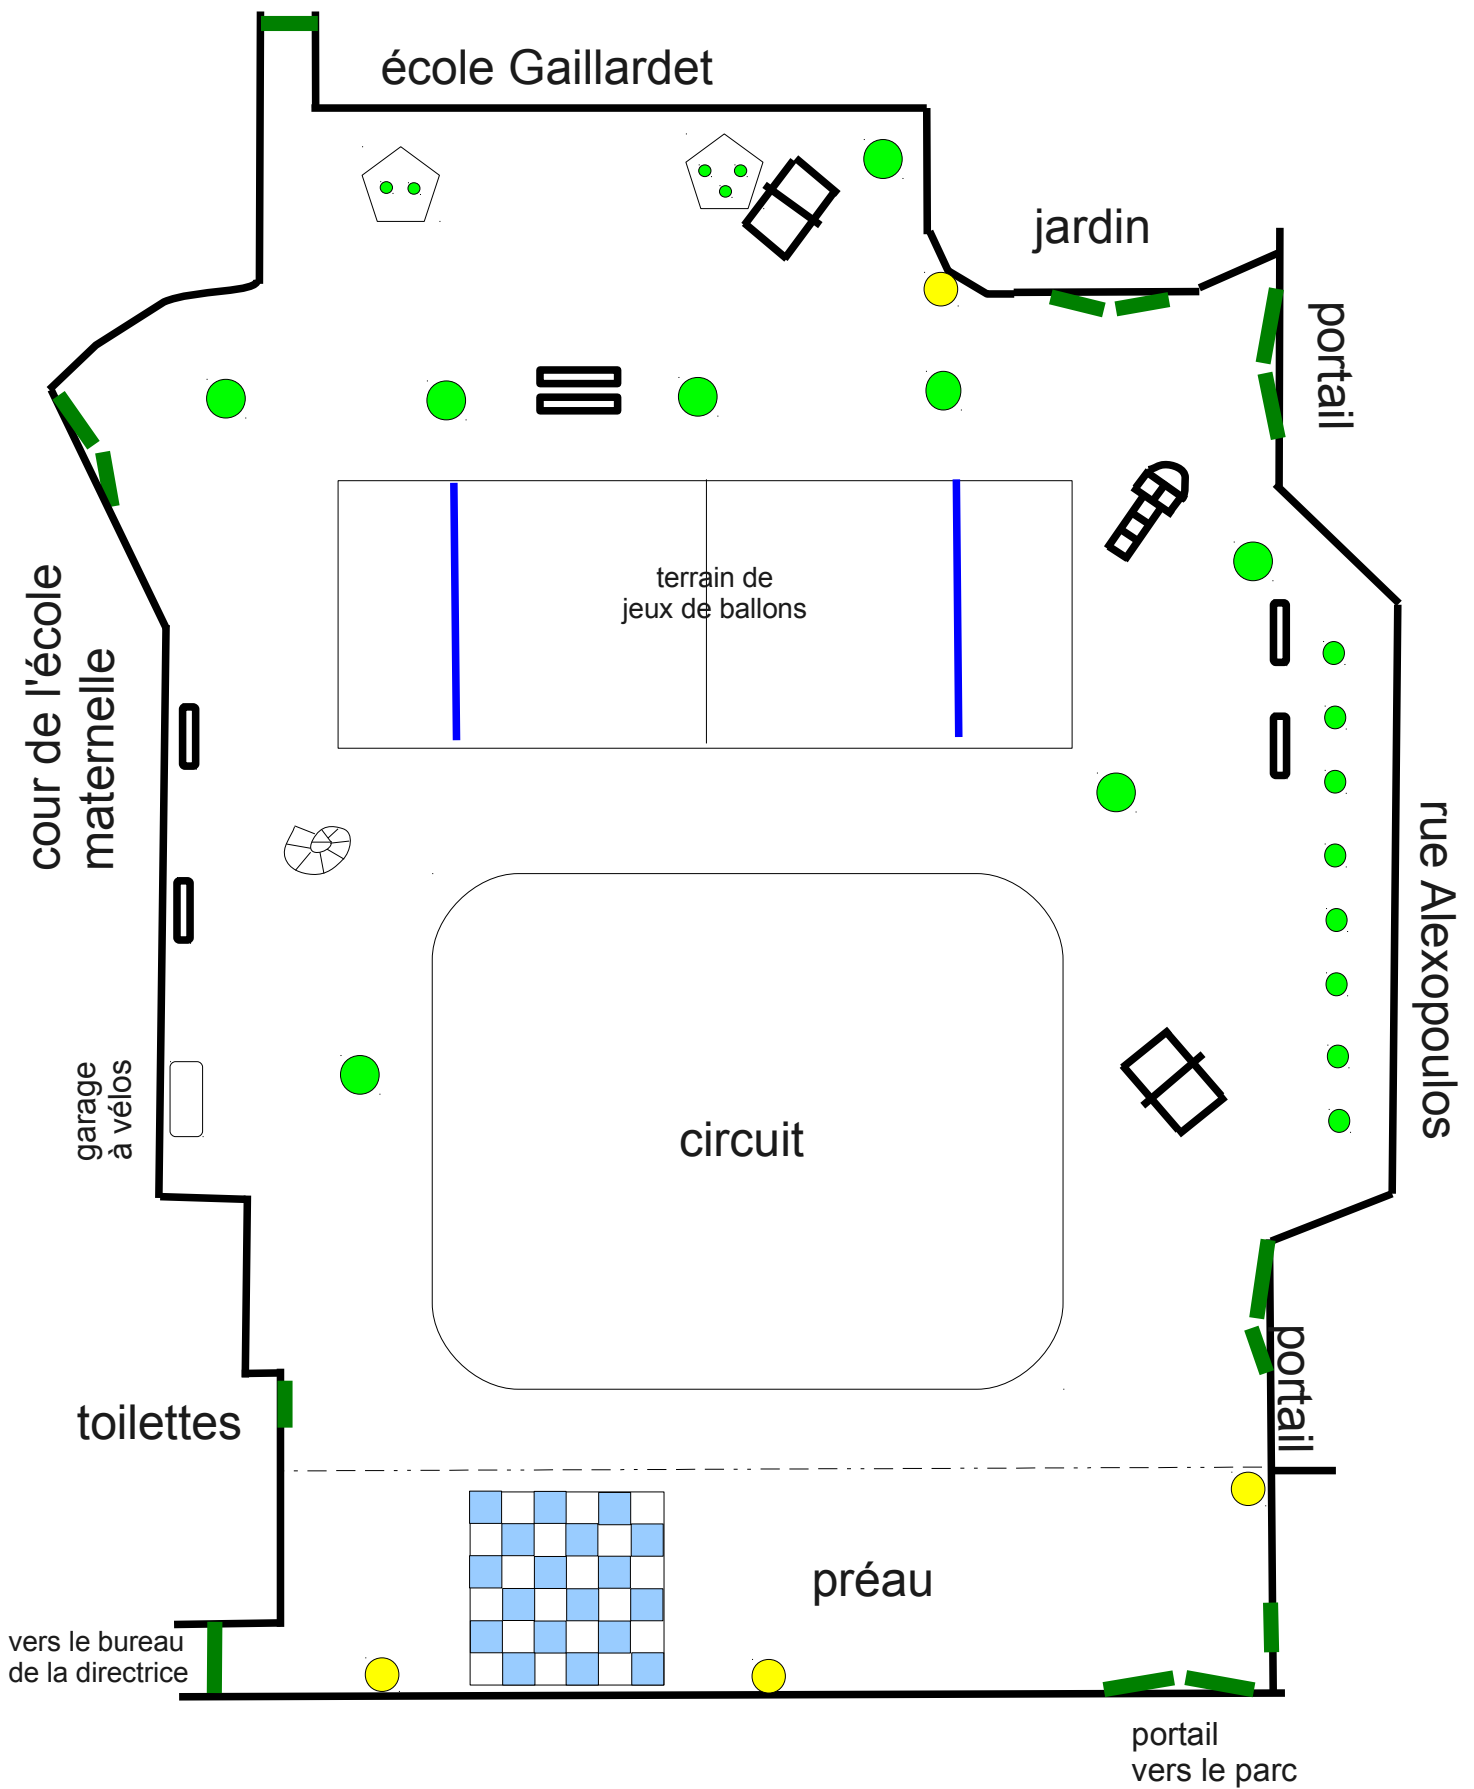 école Gaillardet
jardin
portail
terrain de
jeux de ballons
cour de l'école
maternelle
rue Alexopoulos
garage
à vélos
circuit
portail
toilettes
préau
vers le bureau
de la directrice
portail
vers le parc